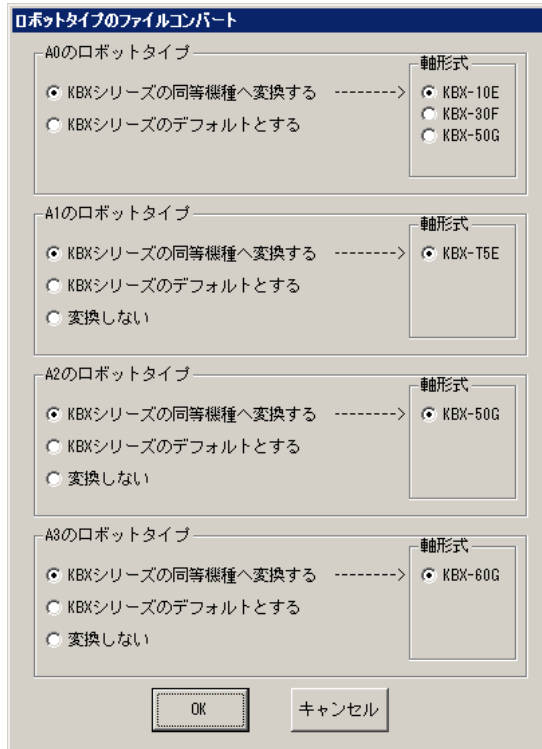 ロボットタイプのファイルコンバート
A0のロボットタイプ
KBXシリーズの同等機種へ変換する -------->
KBXシリーズのデフォルトとする
軸形式
KBX-10E
KBX-30F
KBX-50G
A1のロボットタイプ
KBXシリーズの同等機種へ変換する -------->
KBXシリーズのデフォルトとする
変換しない
軸形式
KBX-T5E
A2のロボットタイプ
KBXシリーズの同等機種へ変換する -------->
KBXシリーズのデフォルトとする
変換しない
軸形式
KBX-50G
A3のロボットタイプ
KBXシリーズの同等機種へ変換する -------->
KBXシリーズのデフォルトとする
変換しない
軸形式
KBX-60G
OK
キャンセル